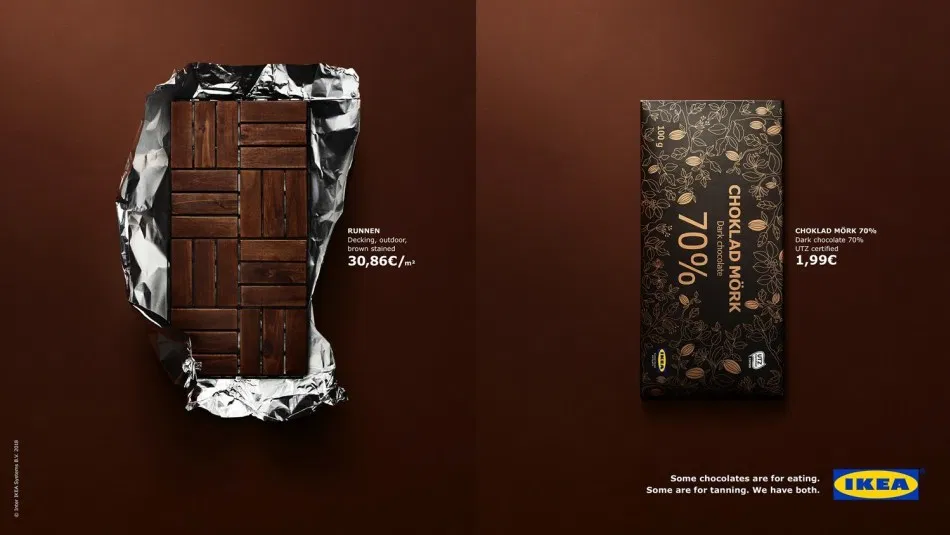 RUNNEN
Decking, outdoor,
brown stained
30,86€/m²
© Inter IKEA Systems B.V. 2018
100 g
CHOKLAD MÖRK
Dark chocolate
70%
IKEA
UTZ
CHOKLAD MÖRK 70%
Dark chocolate 70%
UTZ certified
1,99€
Some chocolates are for eating.
Some are for tanning. We have both.
IKEA